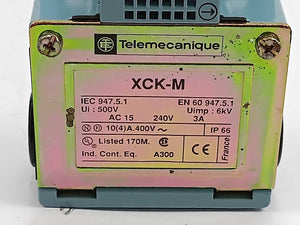 Telemecanique
XCK-M
IEC 947.5.1 EN 60 947.5.1
Ui : 500V Uimp : 6kV
AC 15 240V 3A
10(4)A.400V ~ IP 66
UL Listed 170M. CE
Ind. Cont. Eq. A300
France